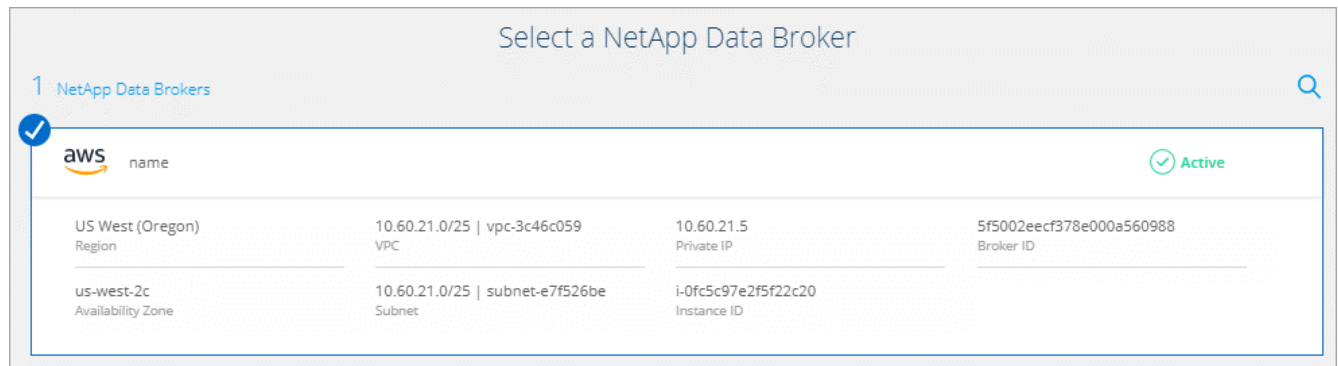 Select a NetApp Data Broker
1 NetApp Data Brokers
aws name Active
US West (Oregon) 10.60.21.0/25 | vpc-3c46c059 10.60.21.5 5f5002eecf378e000a560988
Region VPC Private IP Broker ID
us-west-2c 10.60.21.0/25 | subnet-e7f526be i-0fc5c97e2f5f22c20
Availability Zone Subnet Instance ID